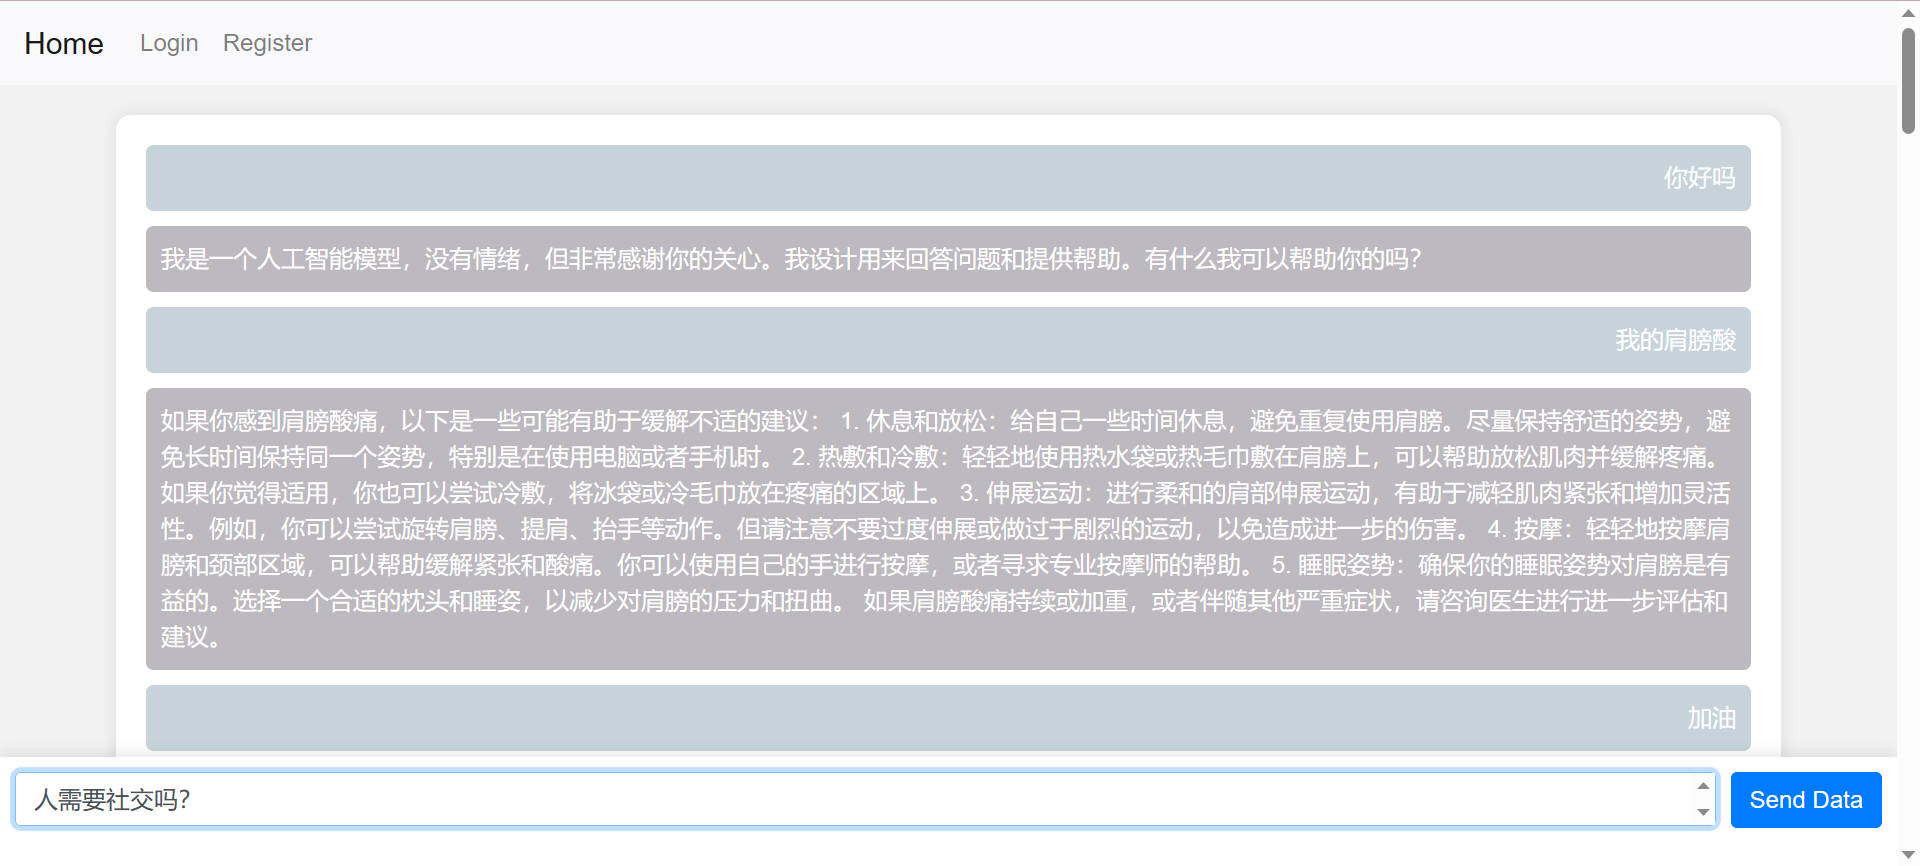 Home Login Register
你好吗
我是一个人工智能模型，没有情绪，但非常感谢你的关心。我设计用来回答问题和提供帮助。有什么我可以帮助你的吗？
我的肩膀酸
如果你感到肩膀酸痛，以下是一些可能有助于缓解不适的建议： 1. 休息和放松：给自己一些时间休息，避免重复使用肩膀。尽量保持舒适的姿势，避
免长时间保持同一个姿势，特别是在使用电脑或者手机时。 2. 热敷和冷敷：轻轻地使用热水袋或热毛巾敷在肩膀上，可以帮助放松肌肉并缓解疼痛。
如果你觉得适用，你也可以尝试冷敷，将冰袋或冷毛巾放在疼痛的区域上。 3. 伸展运动：进行柔和的肩部伸展运动，有助于减轻肌肉紧张和增加灵活
性。例如，你可以尝试旋转肩膀、提肩、抬手等动作。但请注意不要过度伸展或做过于剧烈的运动，以免造成进一步的伤害。 4. 按摩：轻轻地按摩肩
膀和颈部区域，可以帮助缓解紧张和酸痛。你可以使用自己的手进行按摩，或者寻求专业按摩师的帮助。 5. 睡眠姿势：确保你的睡眠姿势对肩膀是有
益的。选择一个合适的枕头和睡姿，以减少对肩膀的压力和扭曲。 如果肩膀酸痛持续或加重，或者伴随其他严重症状，请咨询医生进行进一步评估和
建议。
加油
人需要社交吗？
Send Data